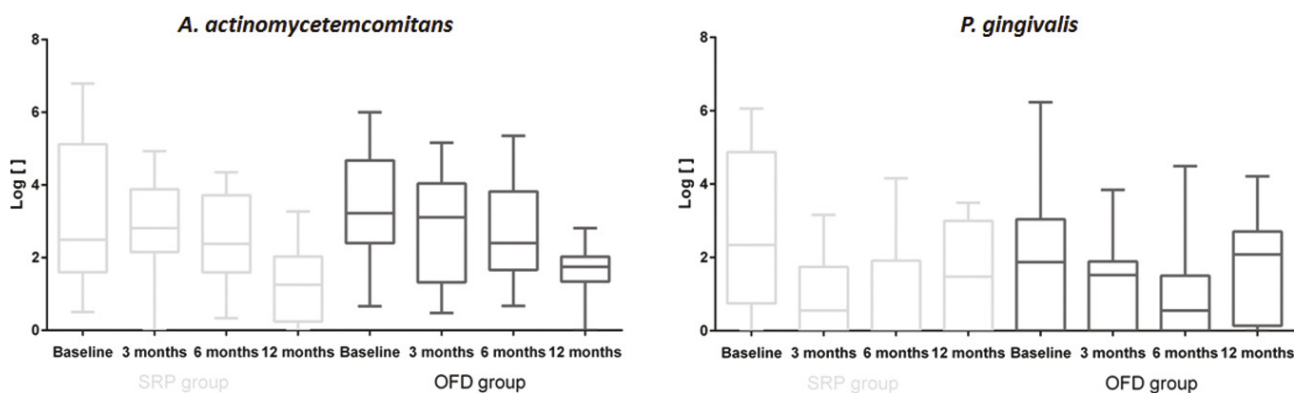 A. actinomycetemcomitans
8
6
4
2
0
Log [ ]
Baseline 3 months 6 months 12 months Baseline 3 months 6 months 12 months
SRP group OFD group
P. gingivalis
8
6
4
2
0
Log [ ]
Baseline 3 months 6 months 12 months Baseline 3 months 6 months 12 months
SRP group OFD group